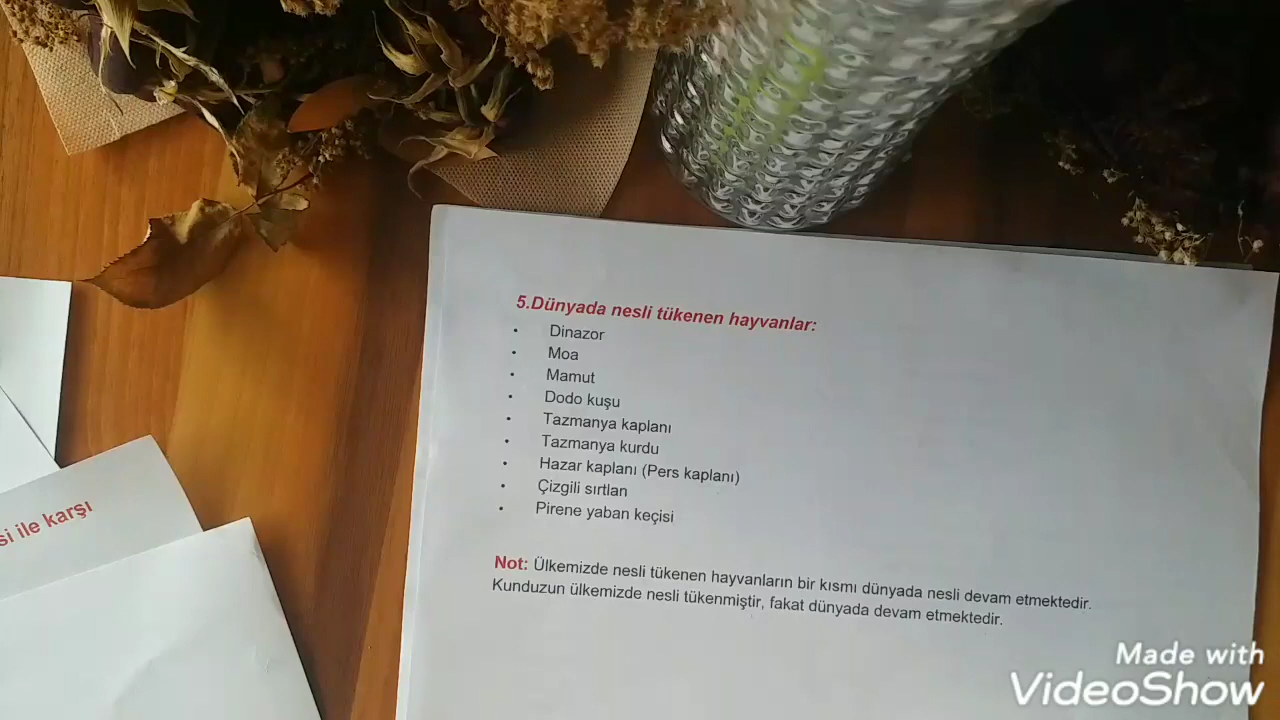 5.Dünyada nesli tükenen hayvanlar:
• Dinazor
• Moa
• Mamut
• Dodo kuşu
• Tazmanya kaplanı
• Tazmanya kurdu
• Hazar kaplanı (Pers kaplanı)
• Çizgili sırtlan
• Pirene yaban keçisi
Not: Ülkemizde nesli tükenen hayvanların bir kısmı dünyada nesli devam etmektedir.
Kunduzun ülkemizde nesli tükenmiştir, fakat dünyada devam etmektedir.
si ile karşı
Made with
VideoShow